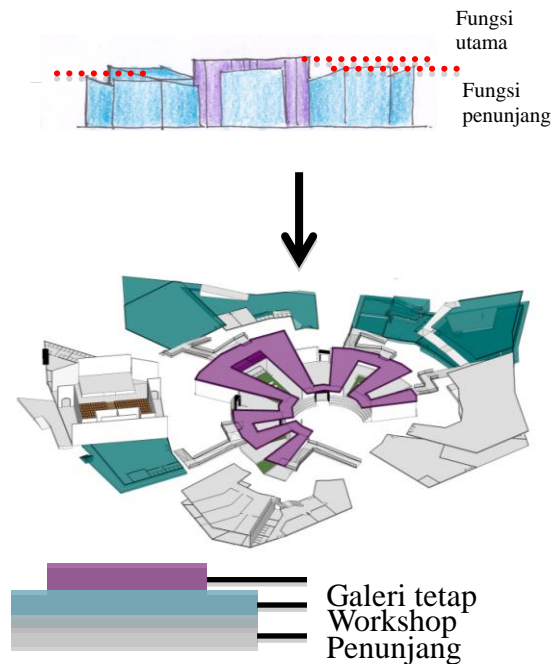 Fungsi
utama
Fungsi
penunjang
Galeri tetap
Workshop
Penunjang